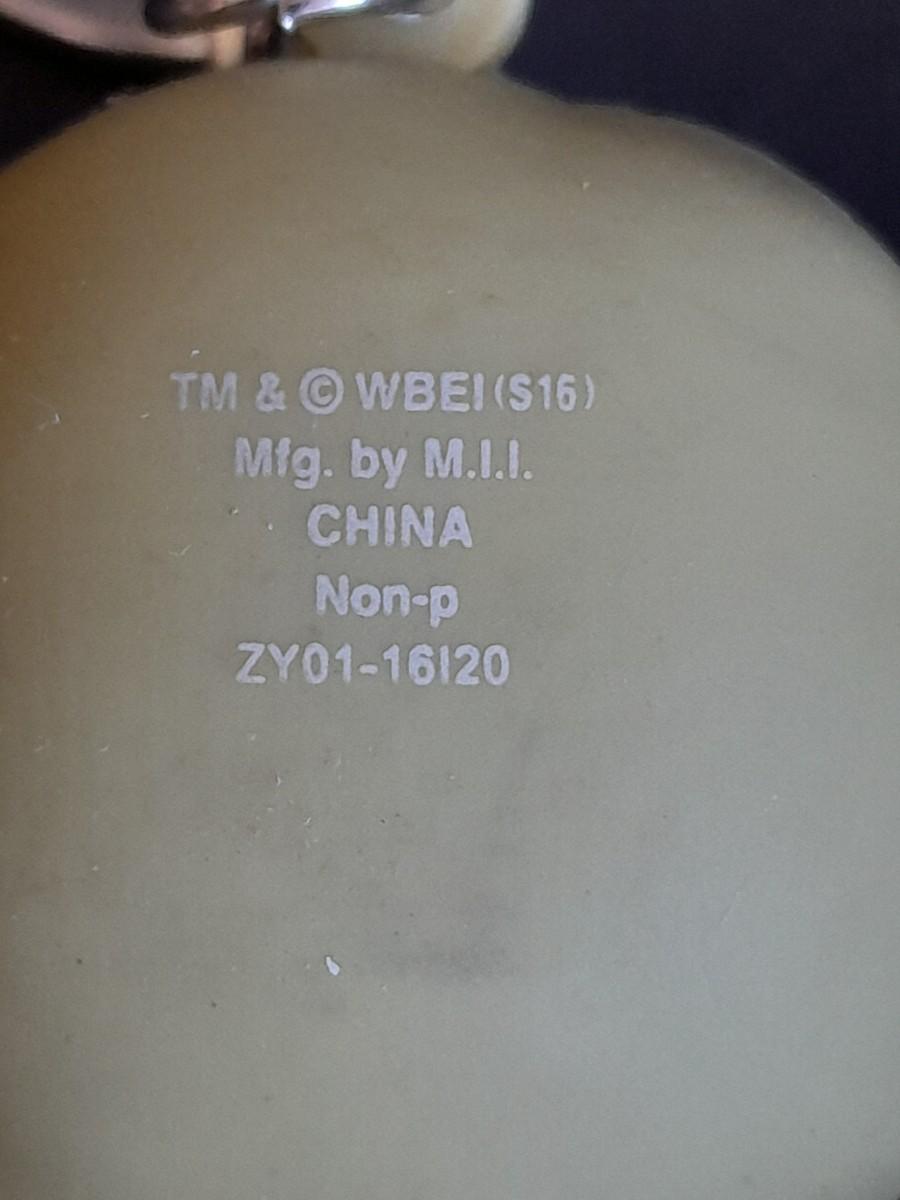 TM & © WBEI (S16)
Mfg. by M.I.I.
CHINA
Non-p
ZY01-16I20